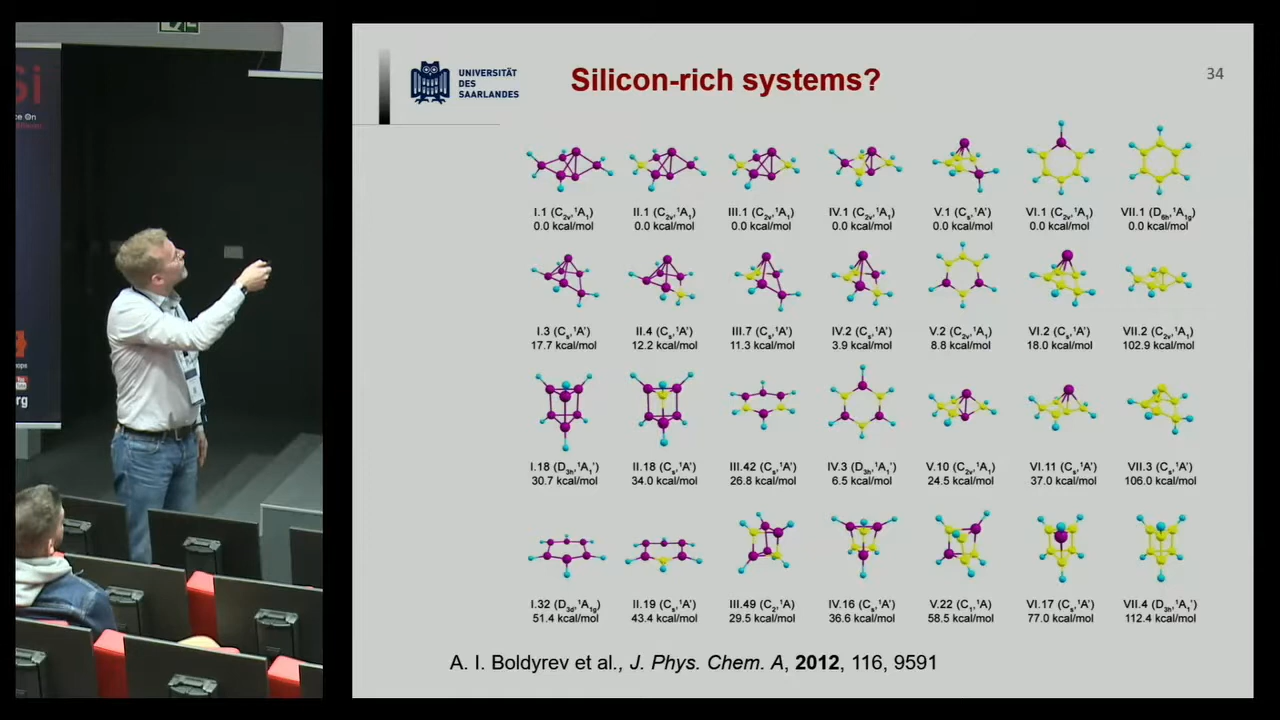 Si
ce On
ops
rg
UNIVERSITÄT
DES
SAARLANDES
Silicon-rich systems?
34
I.1 (C2v,¹A1) II.1 (C2v,¹A1) III.1 (C2v,¹A1) IV.1 (C2v,¹A1) V.1 (Cs,¹A') VI.1 (C2v,¹A1) VII.1 (D6h,¹A1g)
0.0 kcal/mol 0.0 kcal/mol 0.0 kcal/mol 0.0 kcal/mol 0.0 kcal/mol 0.0 kcal/mol 0.0 kcal/mol
I.3 (Cs,¹A') II.4 (Cs,¹A') III.7 (Cs,¹A') IV.2 (Cs,¹A') V.2 (C2v,¹A1) VI.2 (Cs,¹A') VII.2 (C2v,¹A1)
17.7 kcal/mol 12.2 kcal/mol 11.3 kcal/mol 3.9 kcal/mol 8.8 kcal/mol 18.0 kcal/mol 102.9 kcal/mol
I.18 (D3h,¹A1') II.18 (Cs,¹A') III.42 (Cs,¹A') IV.3 (D3h,¹A1') V.10 (C2v,¹A1) VI.11 (Cs,¹A') VII.3 (Cs,¹A')
30.7 kcal/mol 34.0 kcal/mol 26.8 kcal/mol 6.5 kcal/mol 24.5 kcal/mol 37.0 kcal/mol 106.0 kcal/mol
I.32 (D3d,¹A1g) II.19 (Cs,¹A') III.49 (C2,¹A) IV.16 (Cs,¹A') V.22 (C1,¹A) VI.17 (Cs,¹A') VII.4 (D3h,¹A1')
51.4 kcal/mol 43.4 kcal/mol 29.5 kcal/mol 36.6 kcal/mol 58.5 kcal/mol 77.0 kcal/mol 112.4 kcal/mol
A. I. Boldyrev et al., J. Phys. Chem. A, 2012, 116, 9591